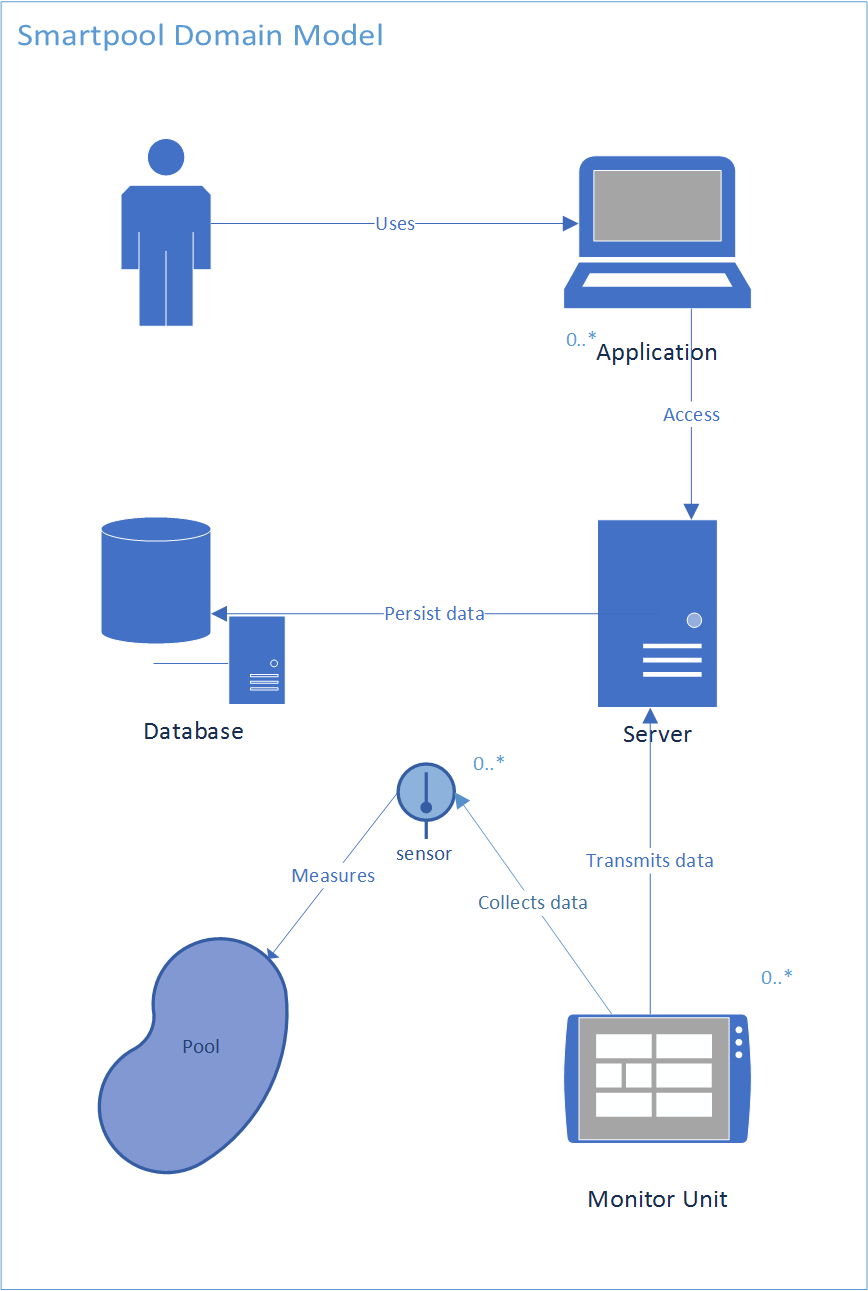 Smartpool Domain Model
Uses
0..*
Application
Access
Persist data
Database
Server
0..*
sensor
Measures
Transmits data
Collects data
0..*
Pool
Monitor Unit